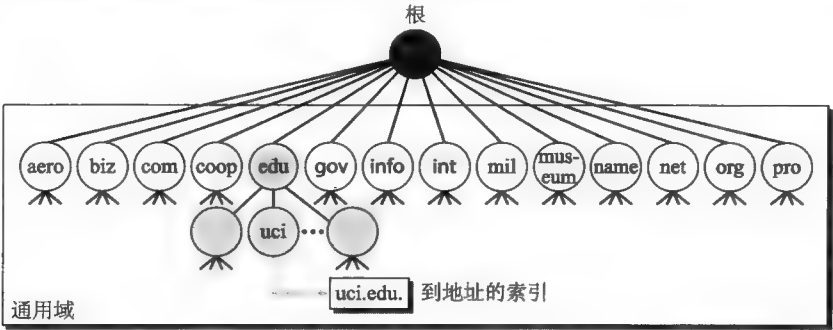 根
aero biz com coop edu gov info int mil mus-
eum name net org pro
uci ...
uci.edu. 到地址的索引
通用域